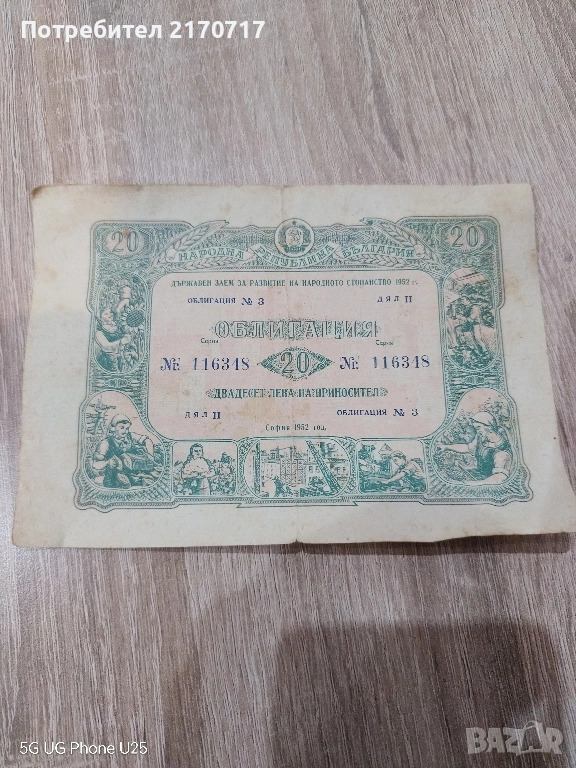 Потребител 2170717
20 20
НАРОДНА РЕПУБЛИКА БЪЛГАРИЯ
ДЪРЖАВЕН ЗАЕМ ЗА РАЗВИТИЕ НА НАРОДНОТО СТОПАНСТВО 1952 г.
ОБЛИГАЦИЯ № 3 ДЯЛ II
ОБЛИГАЦИЯ
Серия Серия
№: 116348 20 №: 116348
ДВАДЕСЕТ ЛЕВА НА ПРИНОСИТЕЛ
ДЯЛ II ОБЛИГАЦИЯ № 3
София 1952 год.
5G UG Phone U25
BAZAR